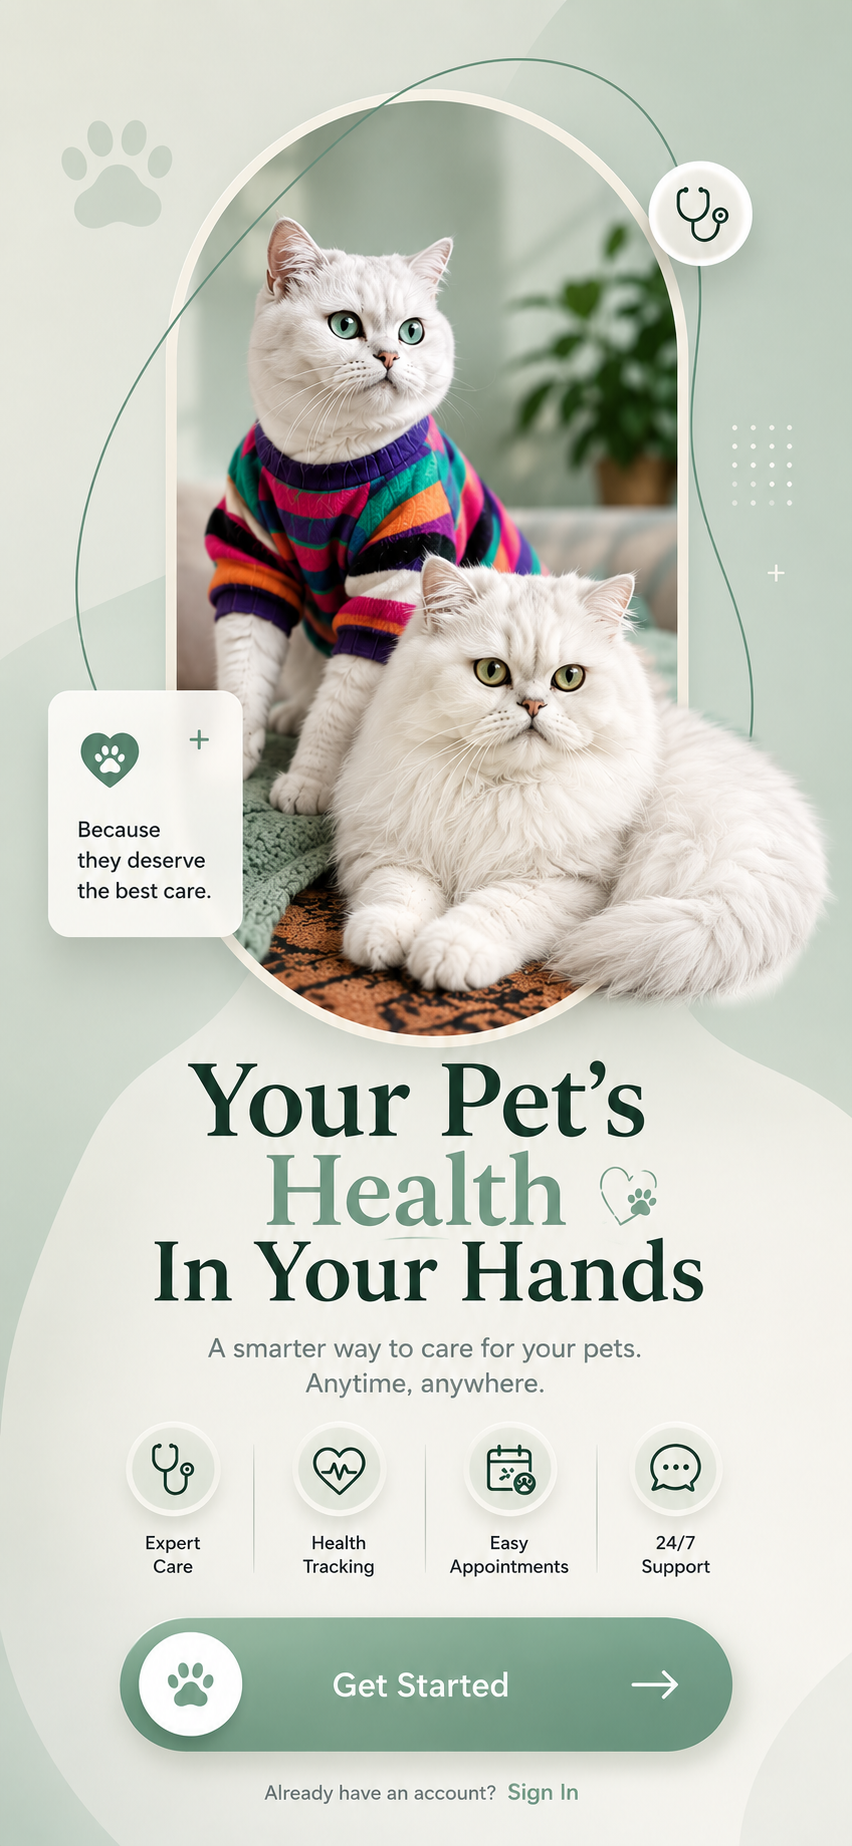 Because
they deserve
the best care.
Your Pet’s
Health
In Your Hands
A smarter way to care for your pets.
Anytime, anywhere.
Expert
Care
Health
Tracking
Easy
Appointments
24/7
Support
Get Started
Already have an account? Sign In